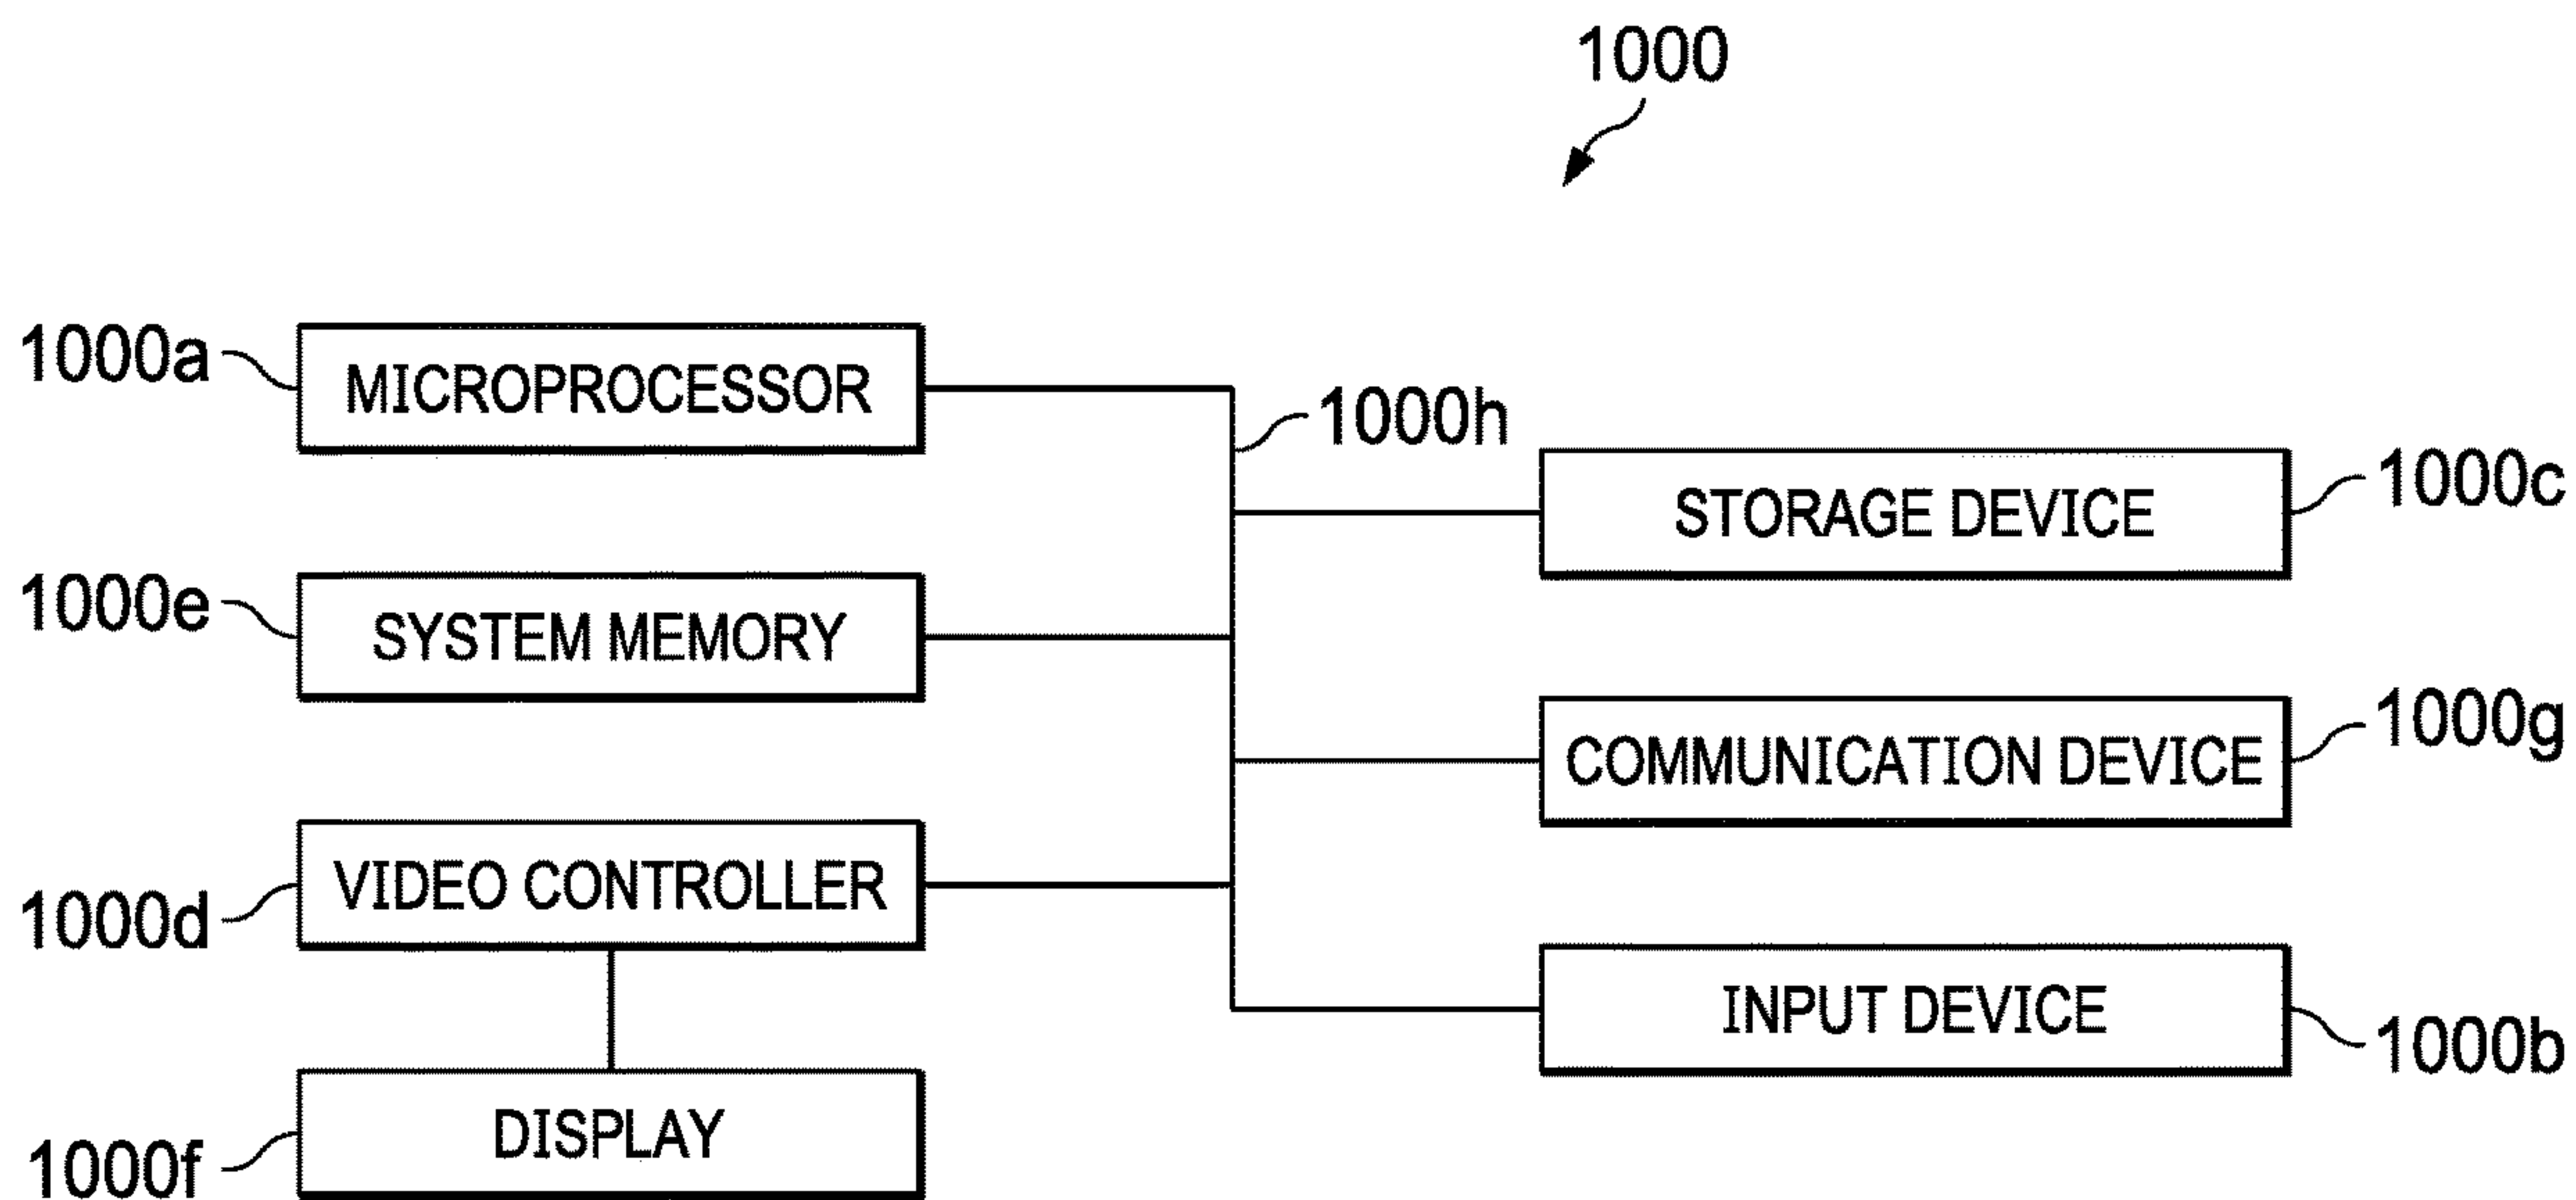 1000
1000a
MICROPROCESSOR
1000h
STORAGE DEVICE
1000c
1000e
SYSTEM MEMORY
COMMUNICATION DEVICE
1000g
1000d
VIDEO CONTROLLER
INPUT DEVICE
1000b
1000f
DISPLAY